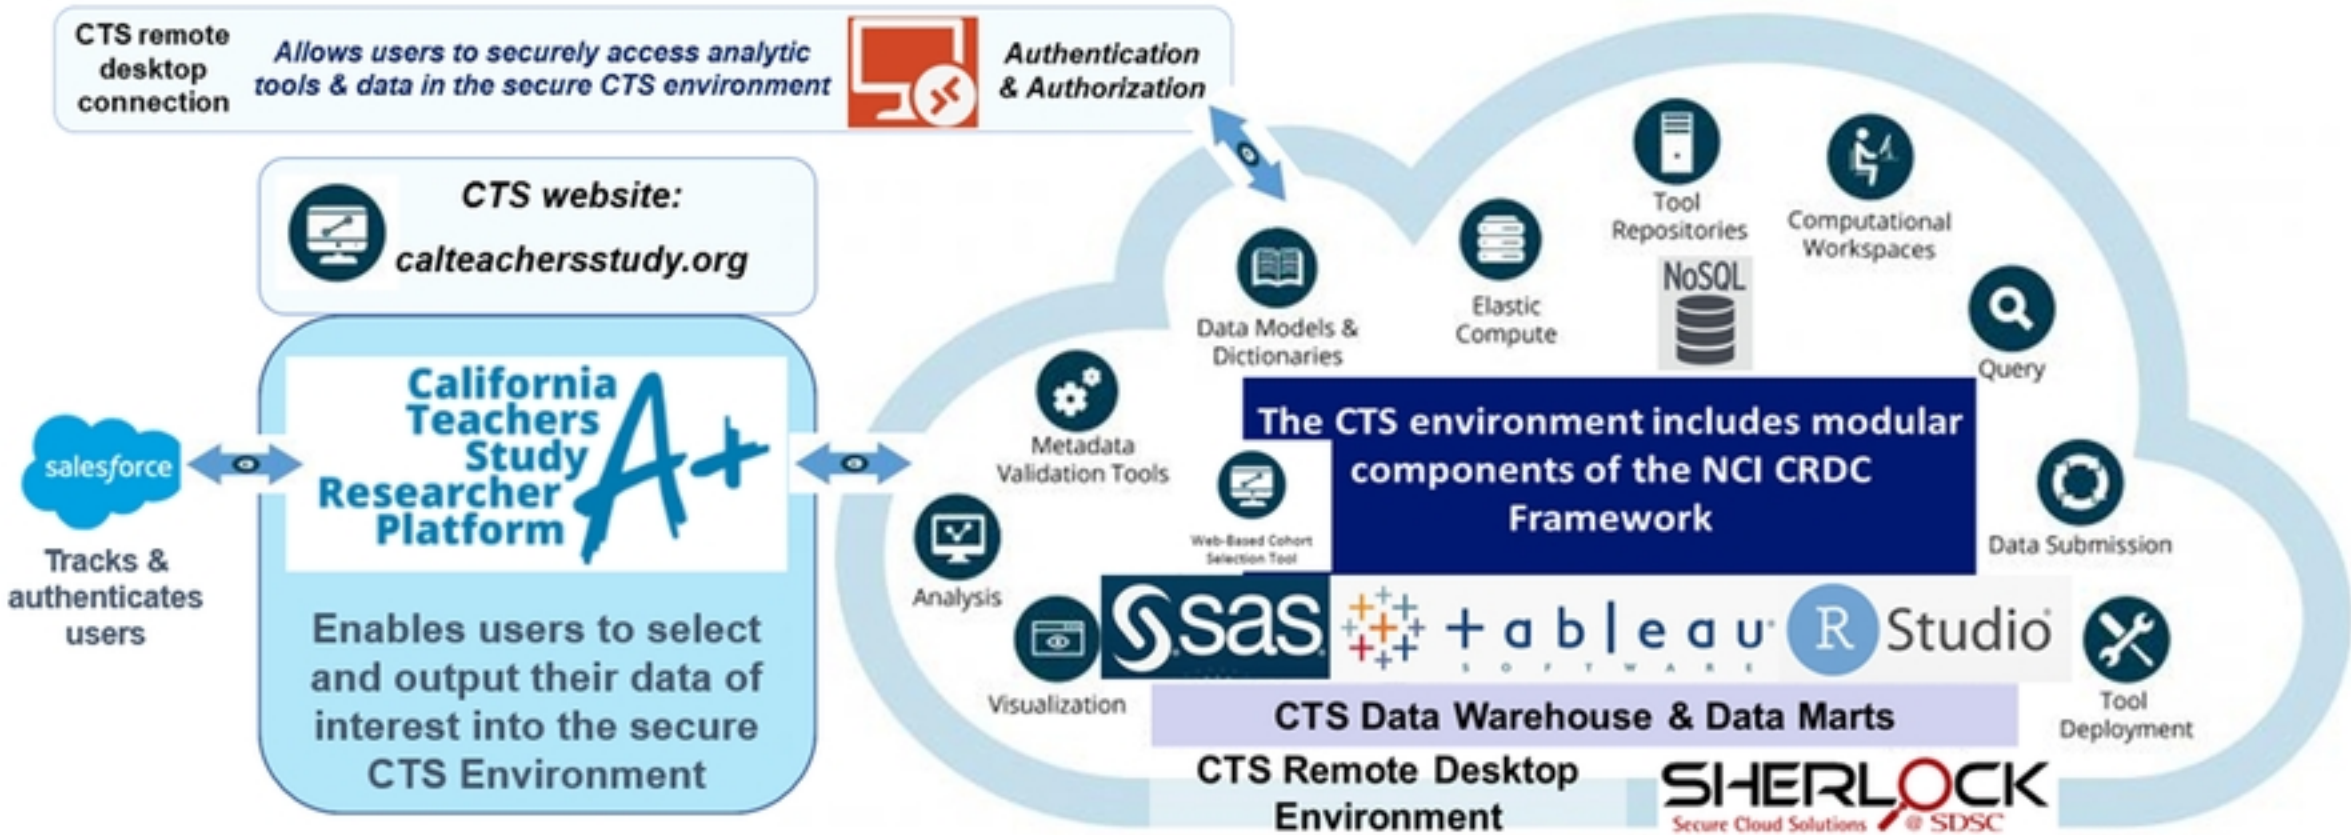 CTS remote
desktop
connection
Allows users to securely access analytic
tools & data in the secure CTS environment
Authentication
& Authorization
CTS website:
calteachersstudy.org
salesforce
Tracks &
authenticates
users
California
Teachers
Study
Researcher
Platform
A+
Enables users to select
and output their data of
interest into the secure
CTS Environment
Tool
Repositories
Computational
Workspaces
NoSQL
Elastic
Compute
Data Models &
Dictionaries
Query
Metadata
Validation Tools
The CTS environment includes modular
components of the NCI CRDC
Framework
Web-Based Cohort
Selection Tool
Data Submission
Analysis
Visualization
sas
+ableau
SOFTWARE
R Studio
Tool
Deployment
CTS Data Warehouse & Data Marts
CTS Remote Desktop
Environment
SHERLOCK
Secure Cloud Solutions @ SDSC